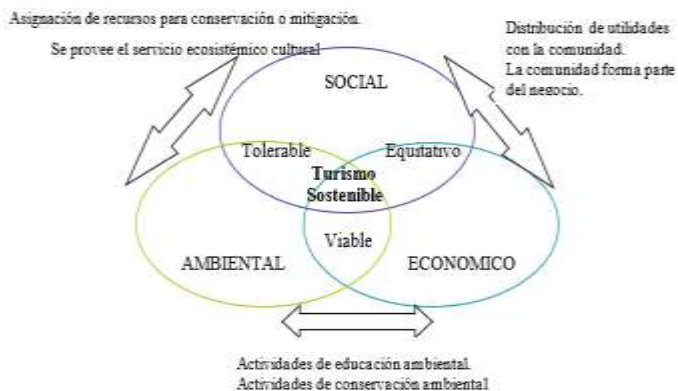 Asignación de recursos para conservación o mitigación.
Se provee el servicio ecosistémico cultural
Distribución de utilidades
con la comunidad.
La comunidad forma parte
del negocio.
SOCIAL
Tolerable
Equitativo
Turismo
Sostenible
Viable
AMBIENTAL
ECONOMICO
Actividades de educación ambiental.
Actividades de conservación ambiental